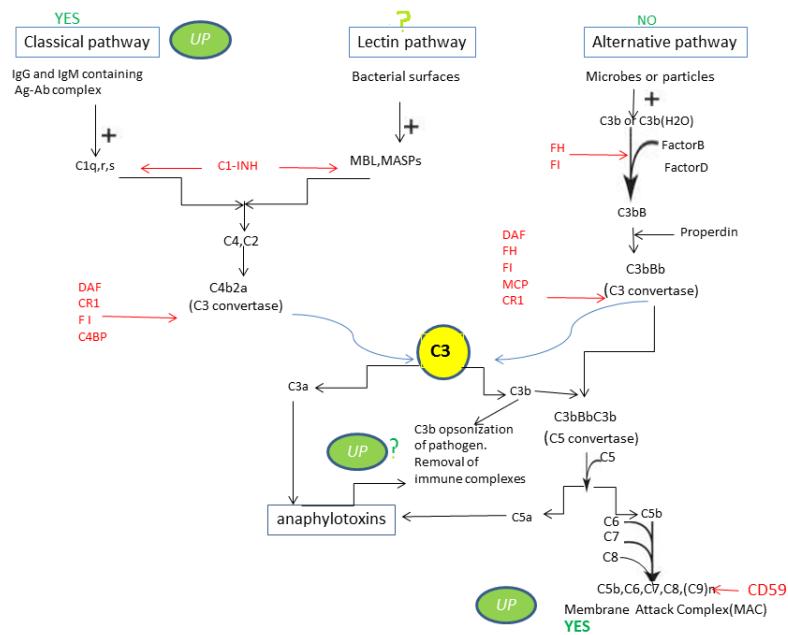 YES
Classical pathway
UP
?
Lectin pathway
NO
Alternative pathway
IgG and IgM containing
Ag-Ab complex
Bacterial surfaces
Microbes or particles
+
+
+
C3b or C3b(H2O)
FactorB
FactorD
FH
FI
C1q,r,s
C1-INH
MBL,MASPs
C3bB
Properdin
C4,C2
DAF
FH
FI
MCP
CR1
C3bBb
(C3 convertase)
C4b2a
(C3 convertase)
DAF
CR1
F I
C4BP
C3
C3a
C3b
C3bBbC3b
(C5 convertase)
C3b opsonization
of pathogen.
Removal of
immune complexes
UP
?
C5
anaphylotoxins
C5a
C5b
C6
C7
C8
C5b,C6,C7,C8,(C9)n
CD59
Membrane Attack Complex(MAC)
YES
UP